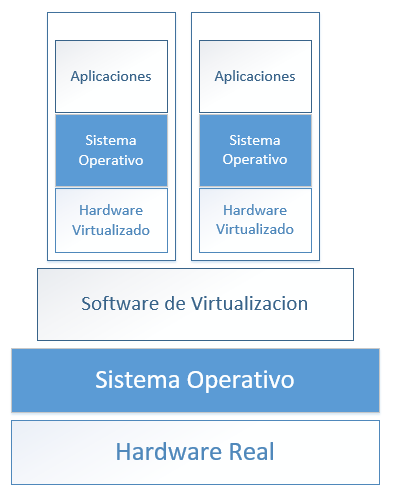 Aplicaciones
Sistema
Operativo
Hardware
Virtualizado
Aplicaciones
Sistema
Operativo
Hardware
Virtualizado
Software de Virtualizacion
Sistema Operativo
Hardware Real